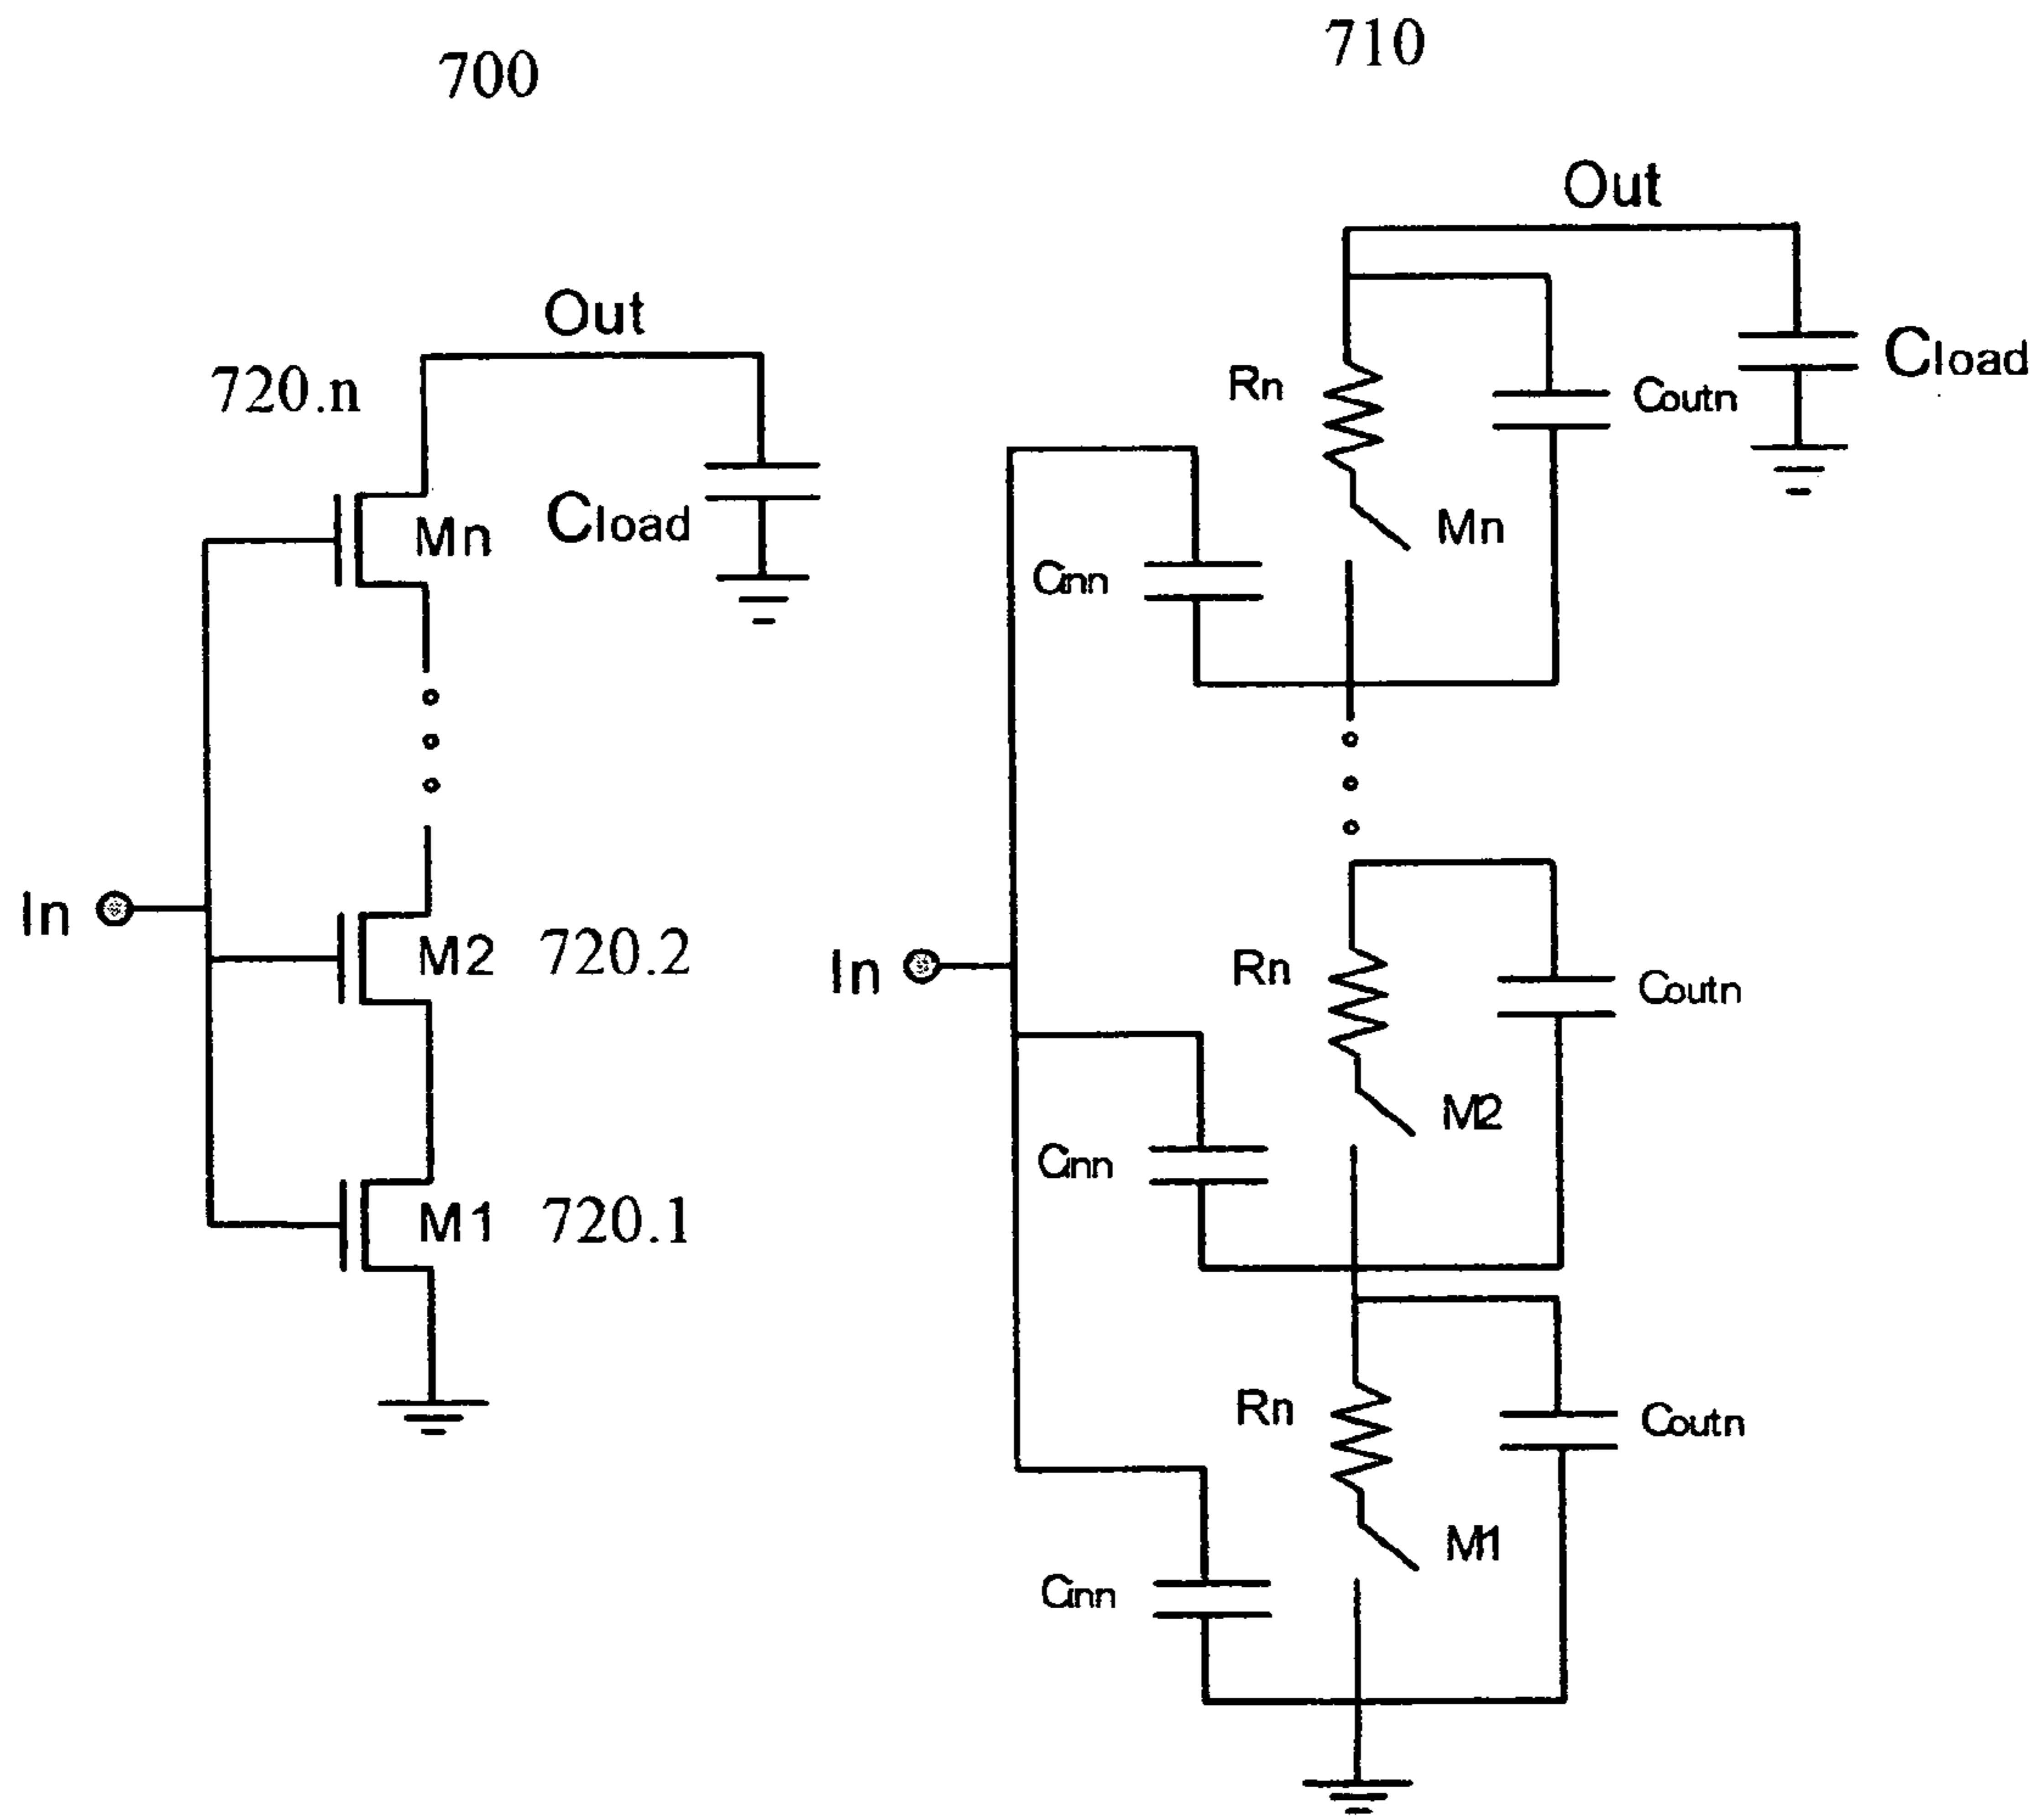 700
Out
720.n
Mn
Cload
In
M2 720.2
M1 720.1
710
Out
Rn
Coutn
Cload
Mn
Cinn
In
Rn
Coutn
M2
Cinn
Rn
Coutn
M1
Cinn